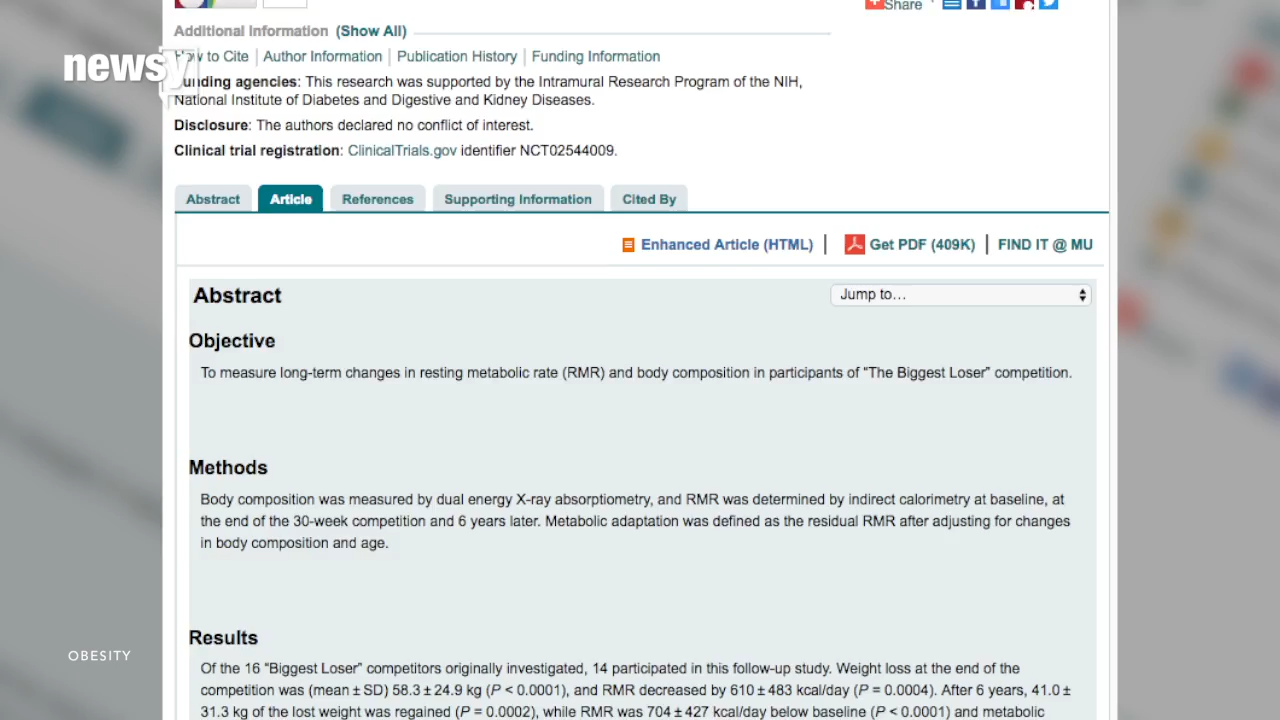 Share
Additional Information (Show All)
How to Cite | Author Information | Publication History | Funding Information
newsy
Funding agencies: This research was supported by the Intramural Research Program of the NIH,
National Institute of Diabetes and Digestive and Kidney Diseases.
Disclosure: The authors declared no conflict of interest.
Clinical trial registration: ClinicalTrials.gov identifier NCT02544009.
Abstract Article References Supporting Information Cited By
Enhanced Article (HTML) | Get PDF (409K) | FIND IT @ MU
Abstract
Jump to…
Objective
To measure long-term changes in resting metabolic rate (RMR) and body composition in participants of “The Biggest Loser” competition.
Methods
Body composition was measured by dual energy X-ray absorptiometry, and RMR was determined by indirect calorimetry at baseline, at
the end of the 30-week competition and 6 years later. Metabolic adaptation was defined as the residual RMR after adjusting for changes
in body composition and age.
Results
OBESITY
Of the 16 “Biggest Loser” competitors originally investigated, 14 participated in this follow-up study. Weight loss at the end of the
competition was (mean ± SD) 58.3 ± 24.9 kg (P < 0.0001), and RMR decreased by 610 ± 483 kcal/day (P = 0.0004). After 6 years, 41.0 ±
31.3 kg of the lost weight was regained (P = 0.0002), while RMR was 704 ± 427 kcal/day below baseline (P < 0.0001) and metabolic